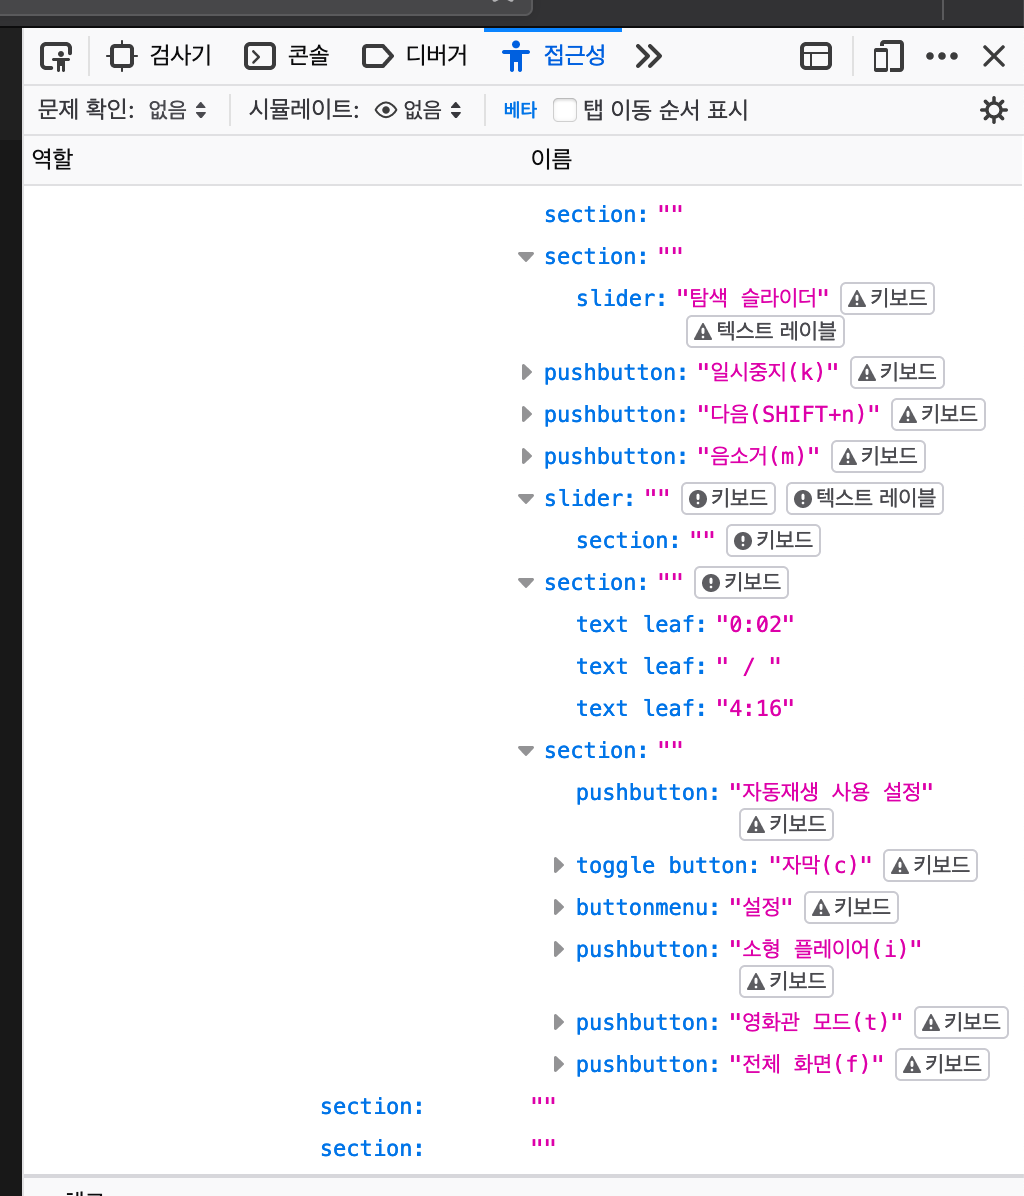 검사기 콘솔 디버거 접근성
문제 확인: 없음 시뮬레이트: 없음 베타 탭 이동 순서 표시
역할 이름
section: ""
section: ""
slider: "탐색 슬라이더" 키보드
텍스트 레이블
pushbutton: "일시중지(k)" 키보드
pushbutton: "다음(SHIFT+n)" 키보드
pushbutton: "음소거(m)" 키보드
slider: "" 키보드 텍스트 레이블
section: "" 키보드
section: "" 키보드
text leaf: "0:02"
text leaf: " / "
text leaf: "4:16"
section: ""
pushbutton: "자동재생 사용 설정"
키보드
toggle button: "자막(c)" 키보드
buttonmenu: "설정" 키보드
pushbutton: "소형 플레이어(i)"
키보드
pushbutton: "영화관 모드(t)" 키보드
pushbutton: "전체 화면(f)" 키보드
section: ""
section: ""